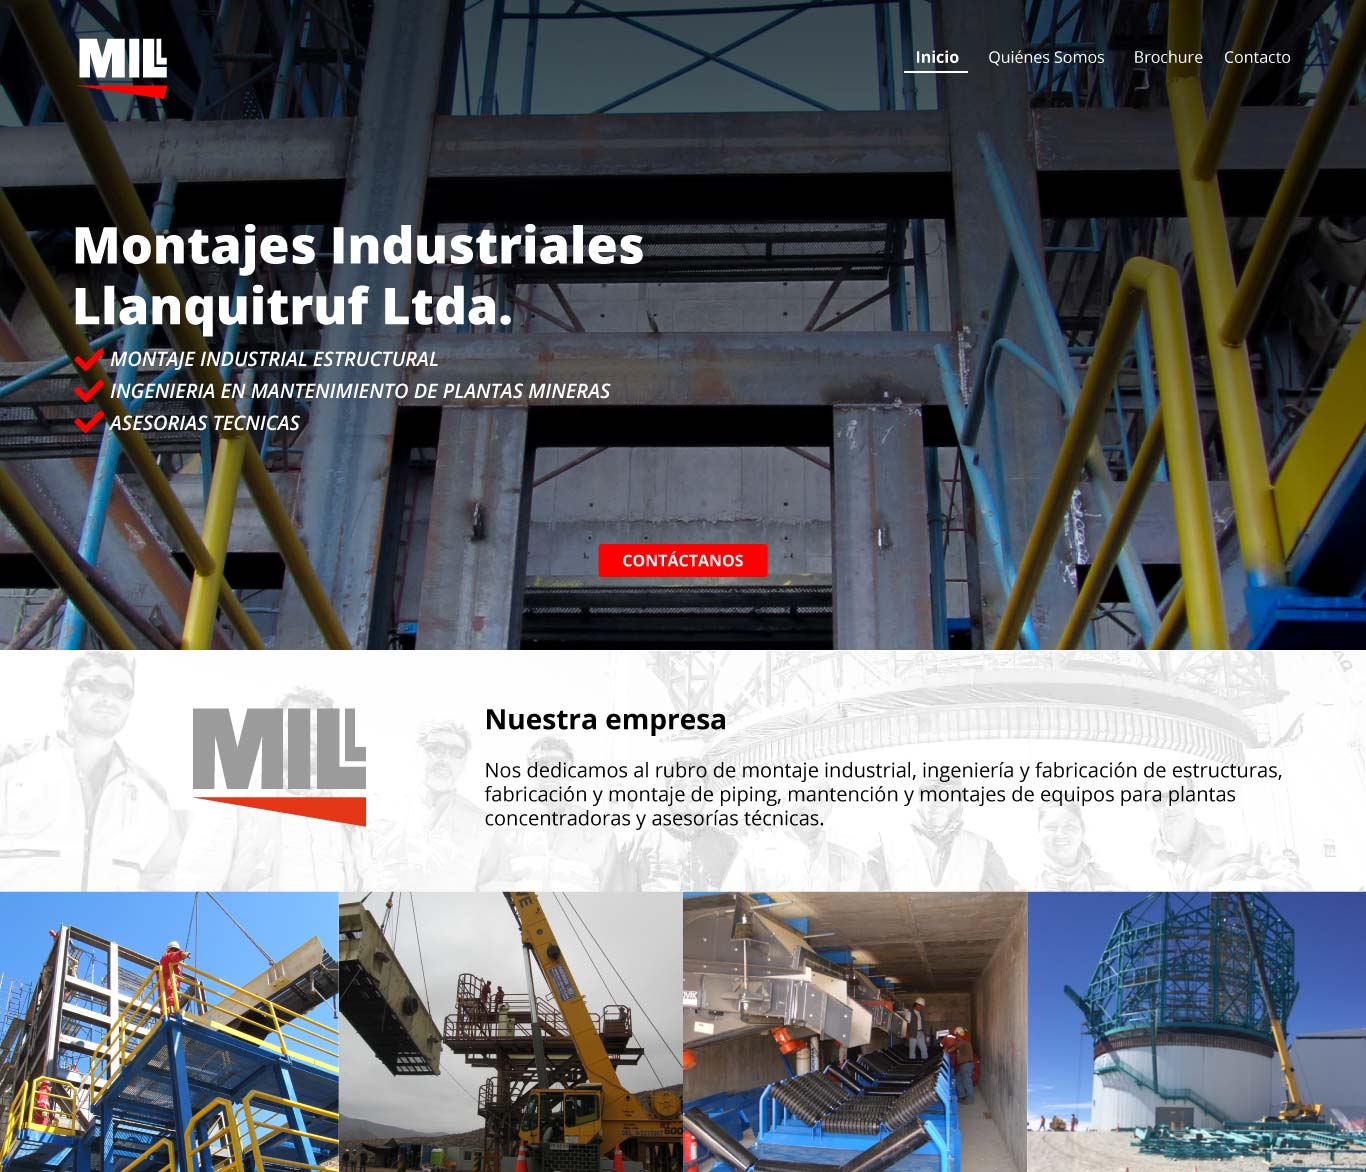 MILL
Inicio
Quiénes Somos
Brochure
Contacto
Montajes Industriales
Llanquitruf Ltda.
MONTAJE INDUSTRIAL ESTRUCTURAL
INGENIERIA EN MANTENIMIENTO DE PLANTAS MINERAS
ASESORIAS TECNICAS
CONTÁCTANOS
MILL
Nuestra empresa
Nos dedicamos al rubro de montaje industrial, ingeniería y fabricación de estructuras,
fabricación y montaje de piping, mantención y montajes de equipos para plantas
concentradoras y asesorías técnicas.